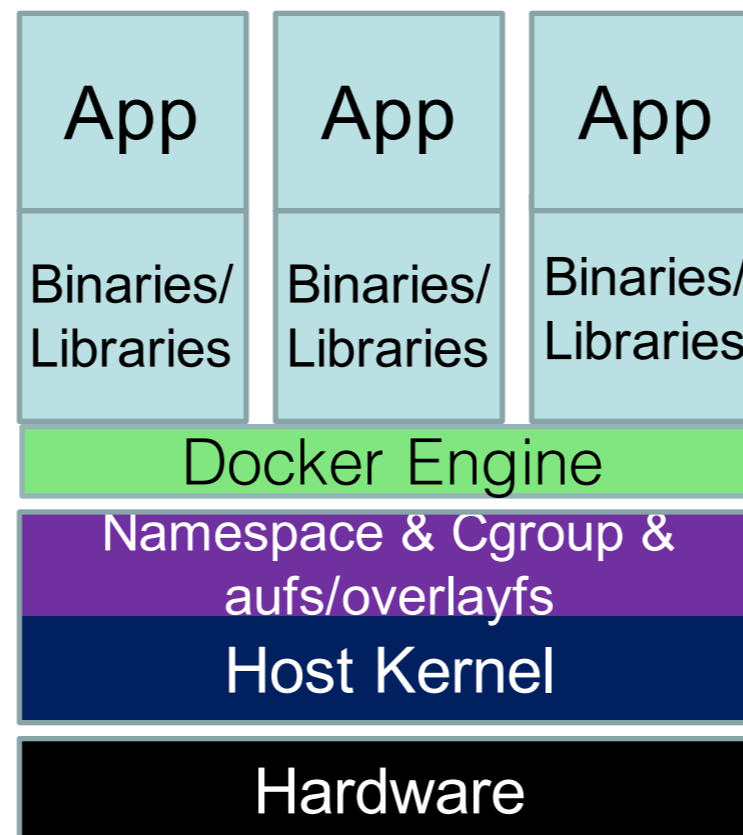 App App App
Binaries/ Binaries/ Binaries/
Libraries Libraries Libraries
Docker Engine
Namespace & Cgroup &
aufs/overlayfs
Host Kernel
Hardware